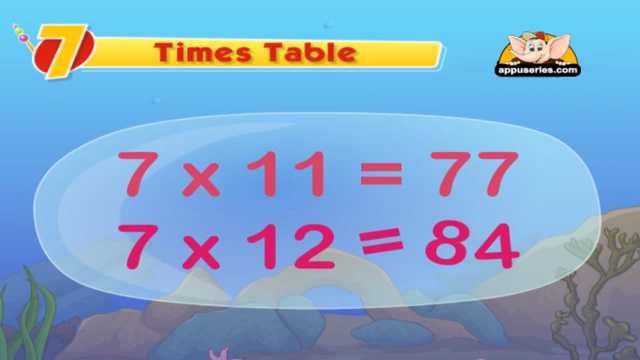 7 Times Table
appuseries.com
7 x 11 = 77
7 x 12 = 84